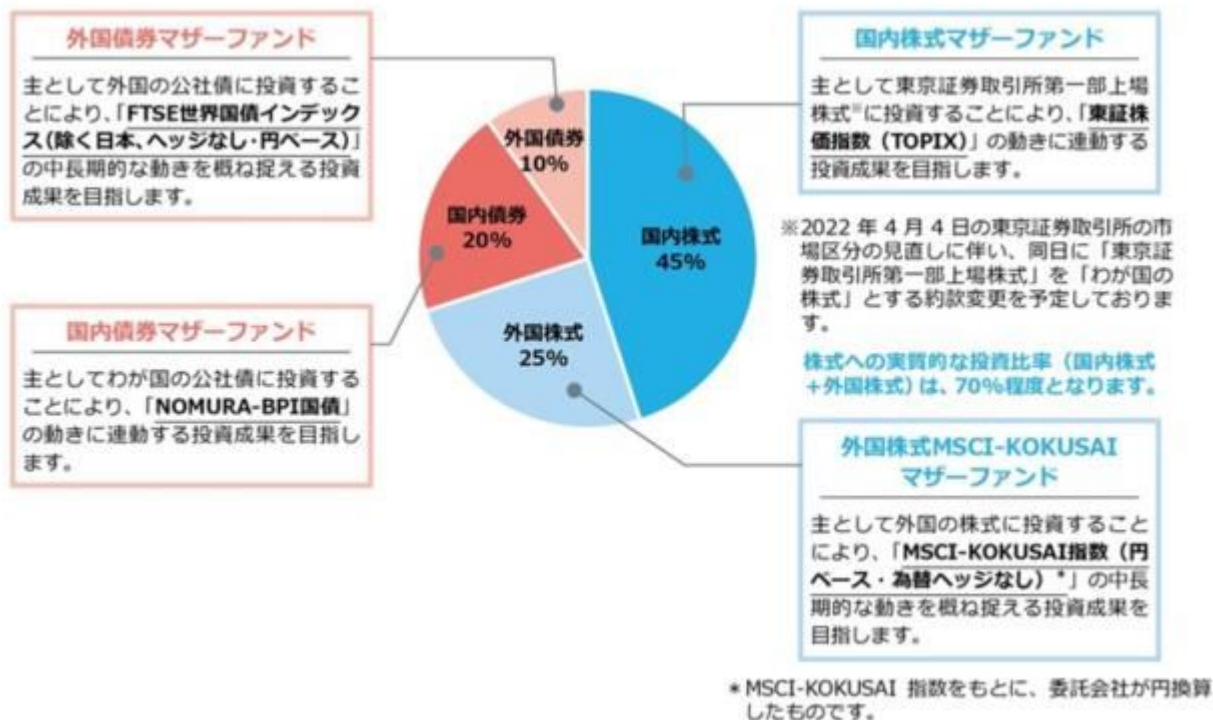 外国債券マザーファンド
主として外国の公社債に投資するこ
とにより、「FTSE世界国債インデック
ス(除く日本、ヘッジなし・円ベース)」
の中長期的な動きを概ね捉える投資
成果を目指します。
国内債券マザーファンド
主としてわが国の公社債に投資する
ことにより、「NOMURA-BPI国債」
の動きに連動する投資成果を目指し
ます。
外国債券
10%
国内債券
20%
国内株式
45%
外国株式
25%
国内株式マザーファンド
主として東京証券取引所第一部上場
株式※に投資することにより、「東証株
価指数（TOPIX）」の動きに連動する
投資成果を目指します。
※2022 年 4 月 4 日の東京証券取引所の市
場区分の見直しに伴い、同日に「東京証
券取引所第一部上場株式」を「わが国の
株式」とする約款変更を予定しておりま
す。
株式への実質的な投資比率（国内株式
+外国株式）は、70%程度となります。
外国株式MSCI-KOKUSAI
マザーファンド
主として外国の株式に投資すること
により、「MSCI-KOKUSAI指数（円
ベース・為替ヘッジなし）*」の中長
期的な動きを概ね捉える投資成果を
目指します。
* MSCI-KOKUSAI 指数をもとに、委託会社が円換算
したものです。